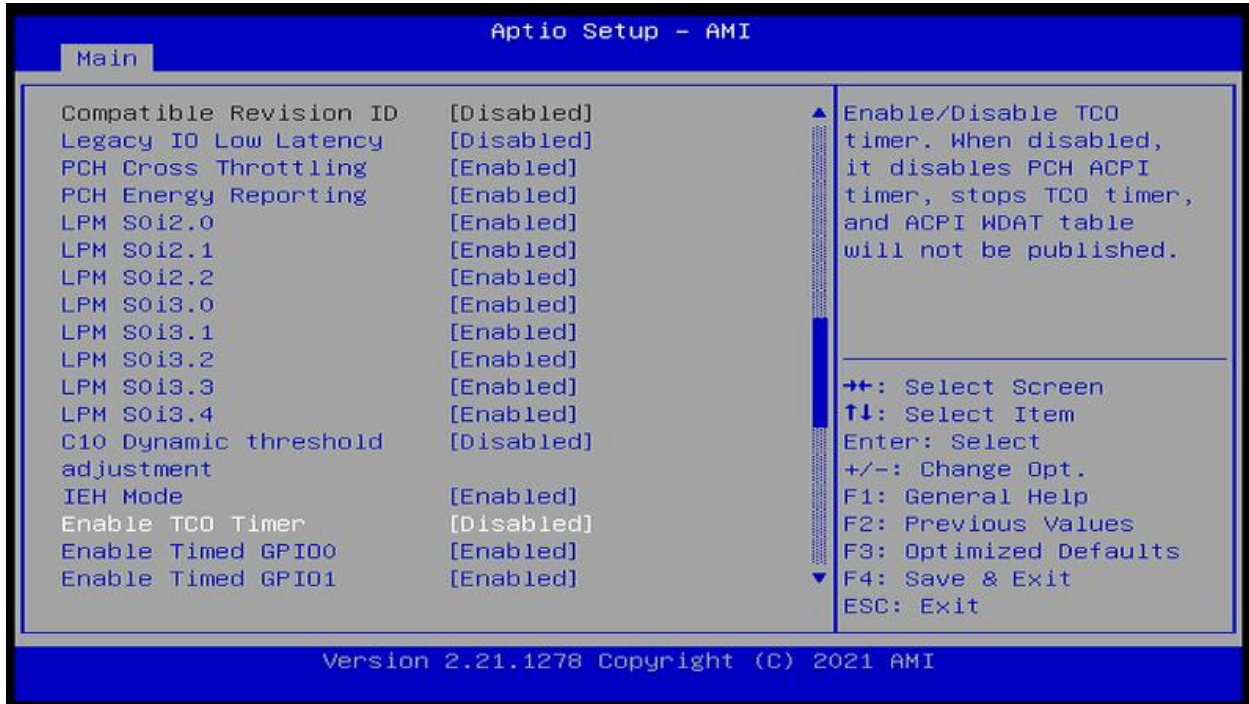 Aptio Setup – AMI
Main
Compatible Revision ID [Disabled]
Legacy IO Low Latency [Disabled]
PCH Cross Throttling [Enabled]
PCH Energy Reporting [Enabled]
LPM S0i2.0 [Enabled]
LPM S0i2.1 [Enabled]
LPM S0i2.2 [Enabled]
LPM S0i3.0 [Enabled]
LPM S0i3.1 [Enabled]
LPM S0i3.2 [Enabled]
LPM S0i3.3 [Enabled]
LPM S0i3.4 [Enabled]
C10 Dynamic threshold [Disabled]
adjustment
IEH Mode [Enabled]
Enable TCO Timer [Disabled]
Enable Timed GPIO0 [Enabled]
Enable Timed GPIO1 [Enabled]
Enable/Disable TCO
timer. When disabled,
it disables PCH ACPI
timer, stops TCO timer,
and ACPI WDAT table
will not be published.
→←: Select Screen
↑↓: Select Item
Enter: Select
+/-: Change Opt.
F1: General Help
F2: Previous Values
F3: Optimized Defaults
F4: Save & Exit
ESC: Exit
Version 2.21.1278 Copyright (C) 2021 AMI